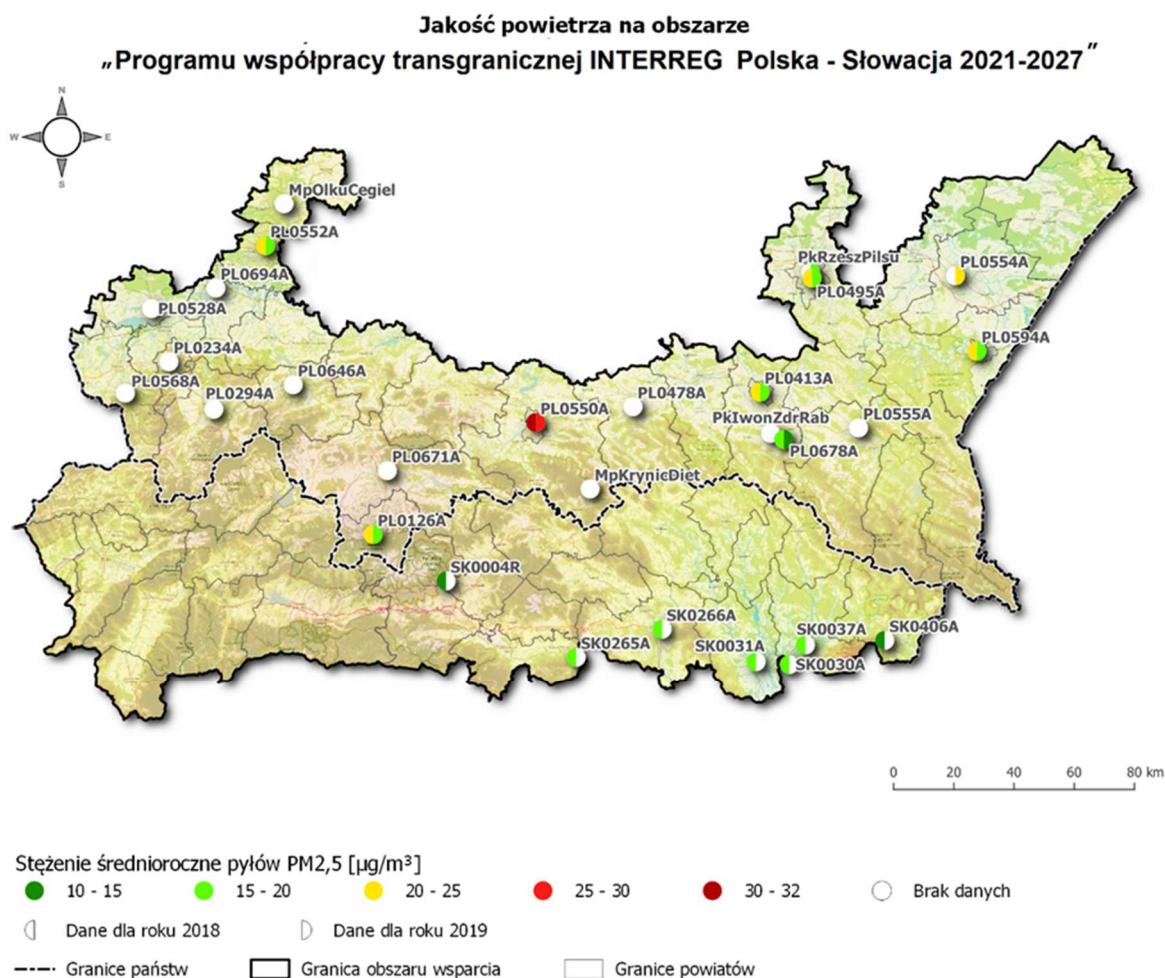 Jakość powietrza na obszarze
„Programu współpracy transgranicznej INTERREG Polska - Słowacja 2021-2027”
N
W
E
S
MpOlkuCegiel
PL0552A
PL0694A
PL0528A
PL0234A
PL0568A
PL0294A
PL0646A
PL0671A
PL0126A
SK0004R
PL0550A
PL0478A
MpKrynicDiet
PkRzeszPilsu
PL0495A
PL0554A
PL0594A
PL0413A
PkIwonZdrRab
PL0678A
PL0555A
SK0266A
SK0265A
SK0031A
SK0037A
SK0030A
SK0406A
0 20 40 60 80 km
Stężenie średnioroczne pyłów PM2,5 [µg/m³]
10 - 15 15 - 20 20 - 25 25 - 30 30 - 32 Brak danych
Dane dla roku 2018 Dane dla roku 2019
Granice państw Granica obszaru wsparcia Granice powiatów